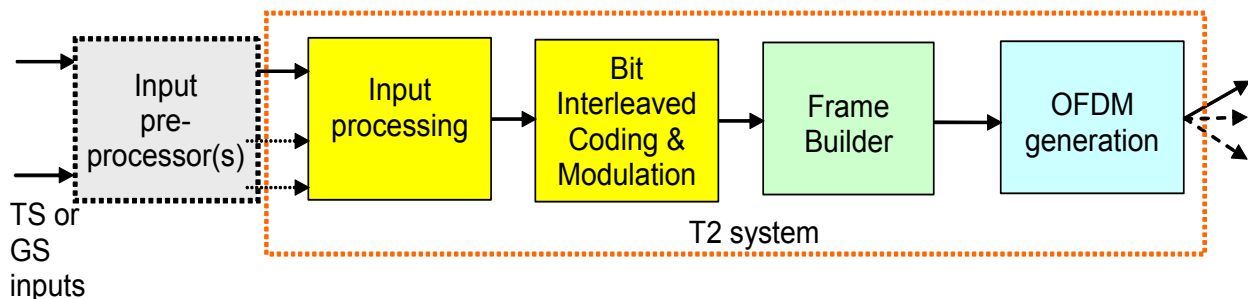 Input
pre-
processor(s)
TS or
GS
inputs
Input
processing
Bit
Interleaved
Coding &
Modulation
Frame
Builder
OFDM
generation
T2 system